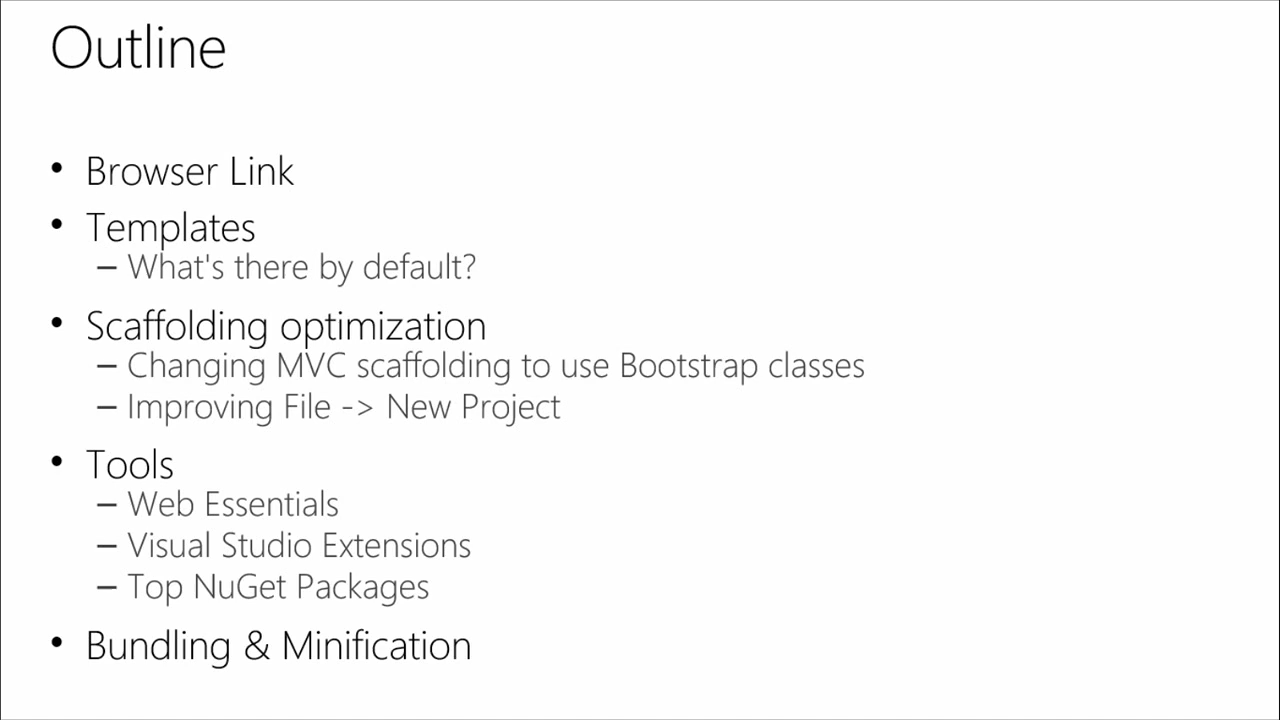 Outline
• Browser Link
• Templates
– What's there by default?
• Scaffolding optimization
– Changing MVC scaffolding to use Bootstrap classes
– Improving File -> New Project
• Tools
– Web Essentials
– Visual Studio Extensions
– Top NuGet Packages
• Bundling & Minification